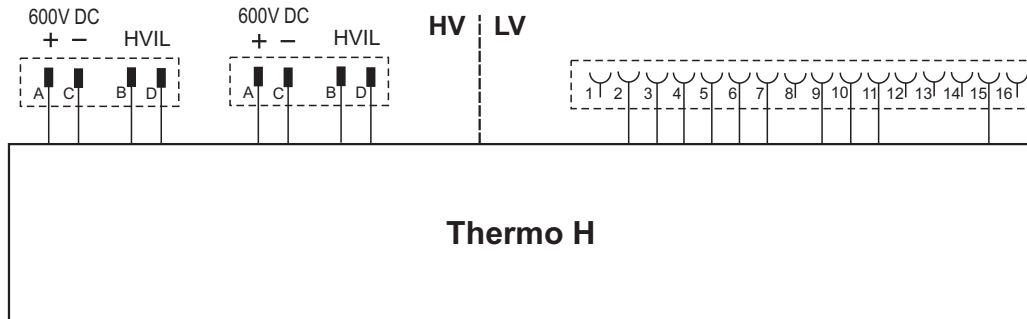 600V DC 600V DC HV LV
+ − HVIL + − HVIL
A C B D A C B D 1 2 3 4 5 6 7 8 9 10 11 12 13 14 15 16
Thermo H